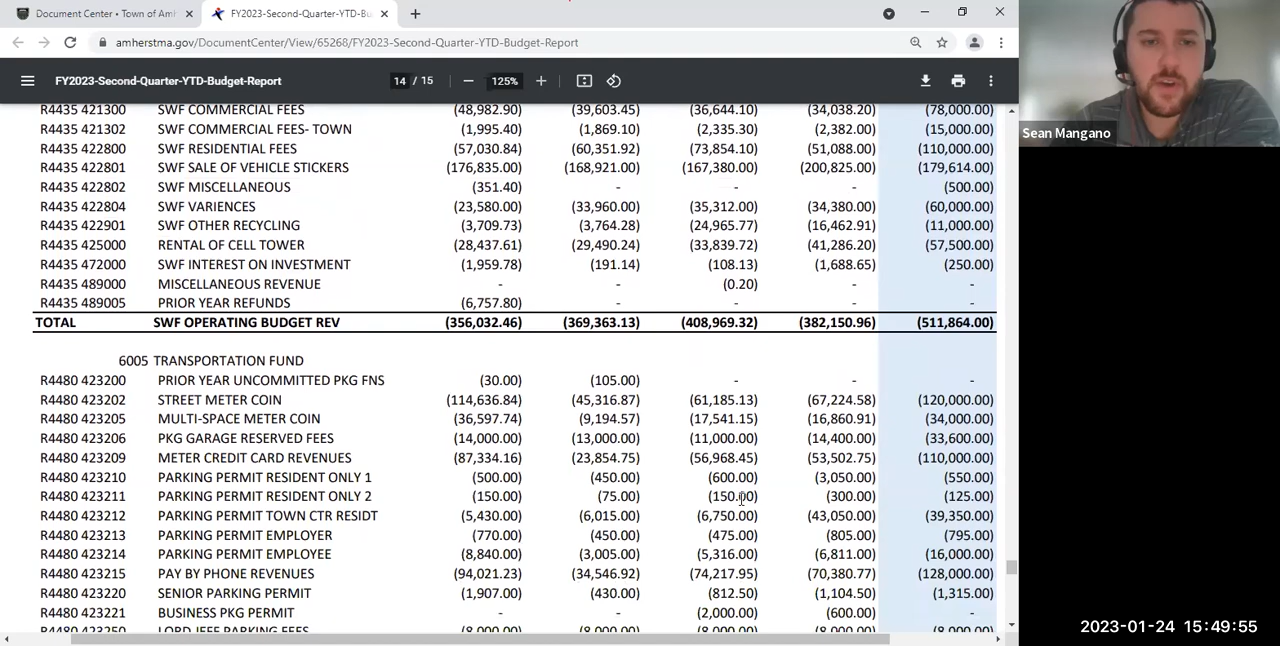 Document Center • Town of Amh
FY2023-Second-Quarter-YTD-Bu
amherstma.gov/DocumentCenter/View/65268/FY2023-Second-Quarter-YTD-Budget-Report
FY2023-Second-Quarter-YTD-Budget-Report 14 / 15 125%
R4435 421300 SWF COMMERCIAL FEES (48,982.90) (39,603.45) (36,644.10) (34,038.20) (78,000.00)
R4435 421302 SWF COMMERCIAL FEES- TOWN (1,995.40) (1,869.10) (2,335.30) (2,382.00) (15,000.00)
R4435 422800 SWF RESIDENTIAL FEES (57,030.84) (60,351.92) (73,854.10) (51,088.00) (110,000.00)
R4435 422801 SWF SALE OF VEHICLE STICKERS (176,835.00) (168,921.00) (167,380.00) (200,825.00) (179,614.00)
R4435 422802 SWF MISCELLANEOUS (351.40) - - - (500.00)
R4435 422804 SWF VARIENCES (23,580.00) (33,960.00) (35,312.00) (34,380.00) (60,000.00)
R4435 422901 SWF OTHER RECYCLING (3,709.73) (3,764.28) (24,965.77) (16,462.91) (11,000.00)
R4435 425000 RENTAL OF CELL TOWER (28,437.61) (29,490.24) (33,839.72) (41,286.20) (57,500.00)
R4435 472000 SWF INTEREST ON INVESTMENT (1,959.78) (191.14) (108.13) (1,688.65) (250.00)
R4435 489000 MISCELLANEOUS REVENUE - - (0.20) - -
R4435 489005 PRIOR YEAR REFUNDS (6,757.80) - - - -
TOTAL SWF OPERATING BUDGET REV (356,032.46) (369,363.13) (408,969.32) (382,150.96) (511,864.00)
6005 TRANSPORTATION FUND
R4480 423200 PRIOR YEAR UNCOMMITTED PKG FNS (30.00) (105.00) - - -
R4480 423202 STREET METER COIN (114,636.84) (45,316.87) (61,185.13) (67,224.58) (120,000.00)
R4480 423205 MULTI-SPACE METER COIN (36,597.74) (9,194.57) (17,541.15) (16,860.91) (34,000.00)
R4480 423206 PKG GARAGE RESERVED FEES (14,000.00) (13,000.00) (11,000.00) (14,400.00) (33,600.00)
R4480 423209 METER CREDIT CARD REVENUES (87,334.16) (23,854.75) (56,968.45) (53,502.75) (110,000.00)
R4480 423210 PARKING PERMIT RESIDENT ONLY 1 (500.00) (450.00) (600.00) (3,050.00) (550.00)
R4480 423211 PARKING PERMIT RESIDENT ONLY 2 (150.00) (75.00) (150.00) (300.00) (125.00)
R4480 423212 PARKING PERMIT TOWN CTR RESIDT (5,430.00) (6,015.00) (6,750.00) (43,050.00) (39,350.00)
R4480 423213 PARKING PERMIT EMPLOYER (770.00) (450.00) (475.00) (805.00) (795.00)
R4480 423214 PARKING PERMIT EMPLOYEE (8,840.00) (3,005.00) (5,316.00) (6,811.00) (16,000.00)
R4480 423215 PAY BY PHONE REVENUES (94,021.23) (34,546.92) (74,217.95) (70,380.77) (128,000.00)
R4480 423220 SENIOR PARKING PERMIT (1,907.00) (430.00) (812.50) (1,104.50) (1,315.00)
R4480 423221 BUSINESS PKG PERMIT - - (2,000.00) (600.00) -
R4480 423250 LORD JEFF PARKING FEES (8,000.00) (8,000.00) (8,000.00) (8,000.00) (8,000.00)
Sean Mangano
2023-01-24 15:49:55